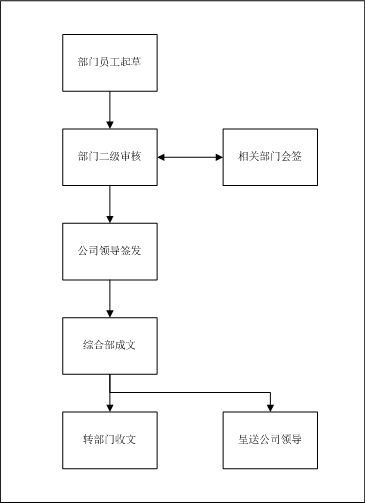 部门员工起草
部门二级审核
相关部门会签
公司领导签发
综合部成文
转部门收文
呈送公司领导